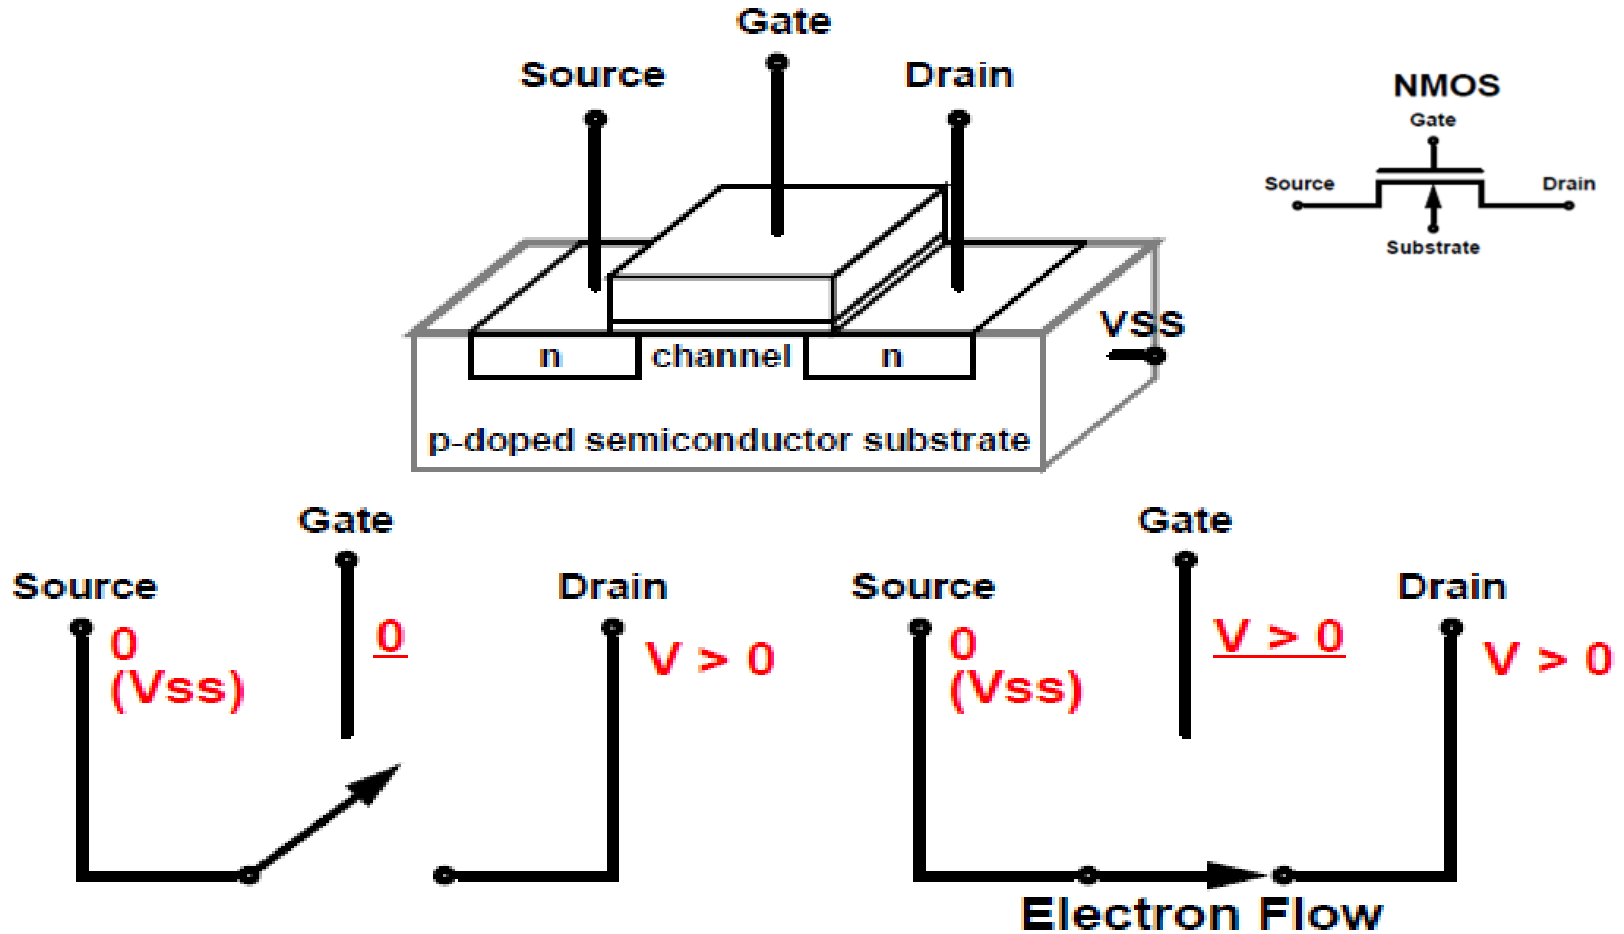 Gate
Source
Drain
NMOS
Gate
Source
Drain
Substrate
VSS
n
channel
n
p-doped semiconductor substrate
Gate
Source
Drain
0
(Vss)
0
V > 0
Gate
Source
Drain
0
(Vss)
V > 0
V > 0
Electron Flow